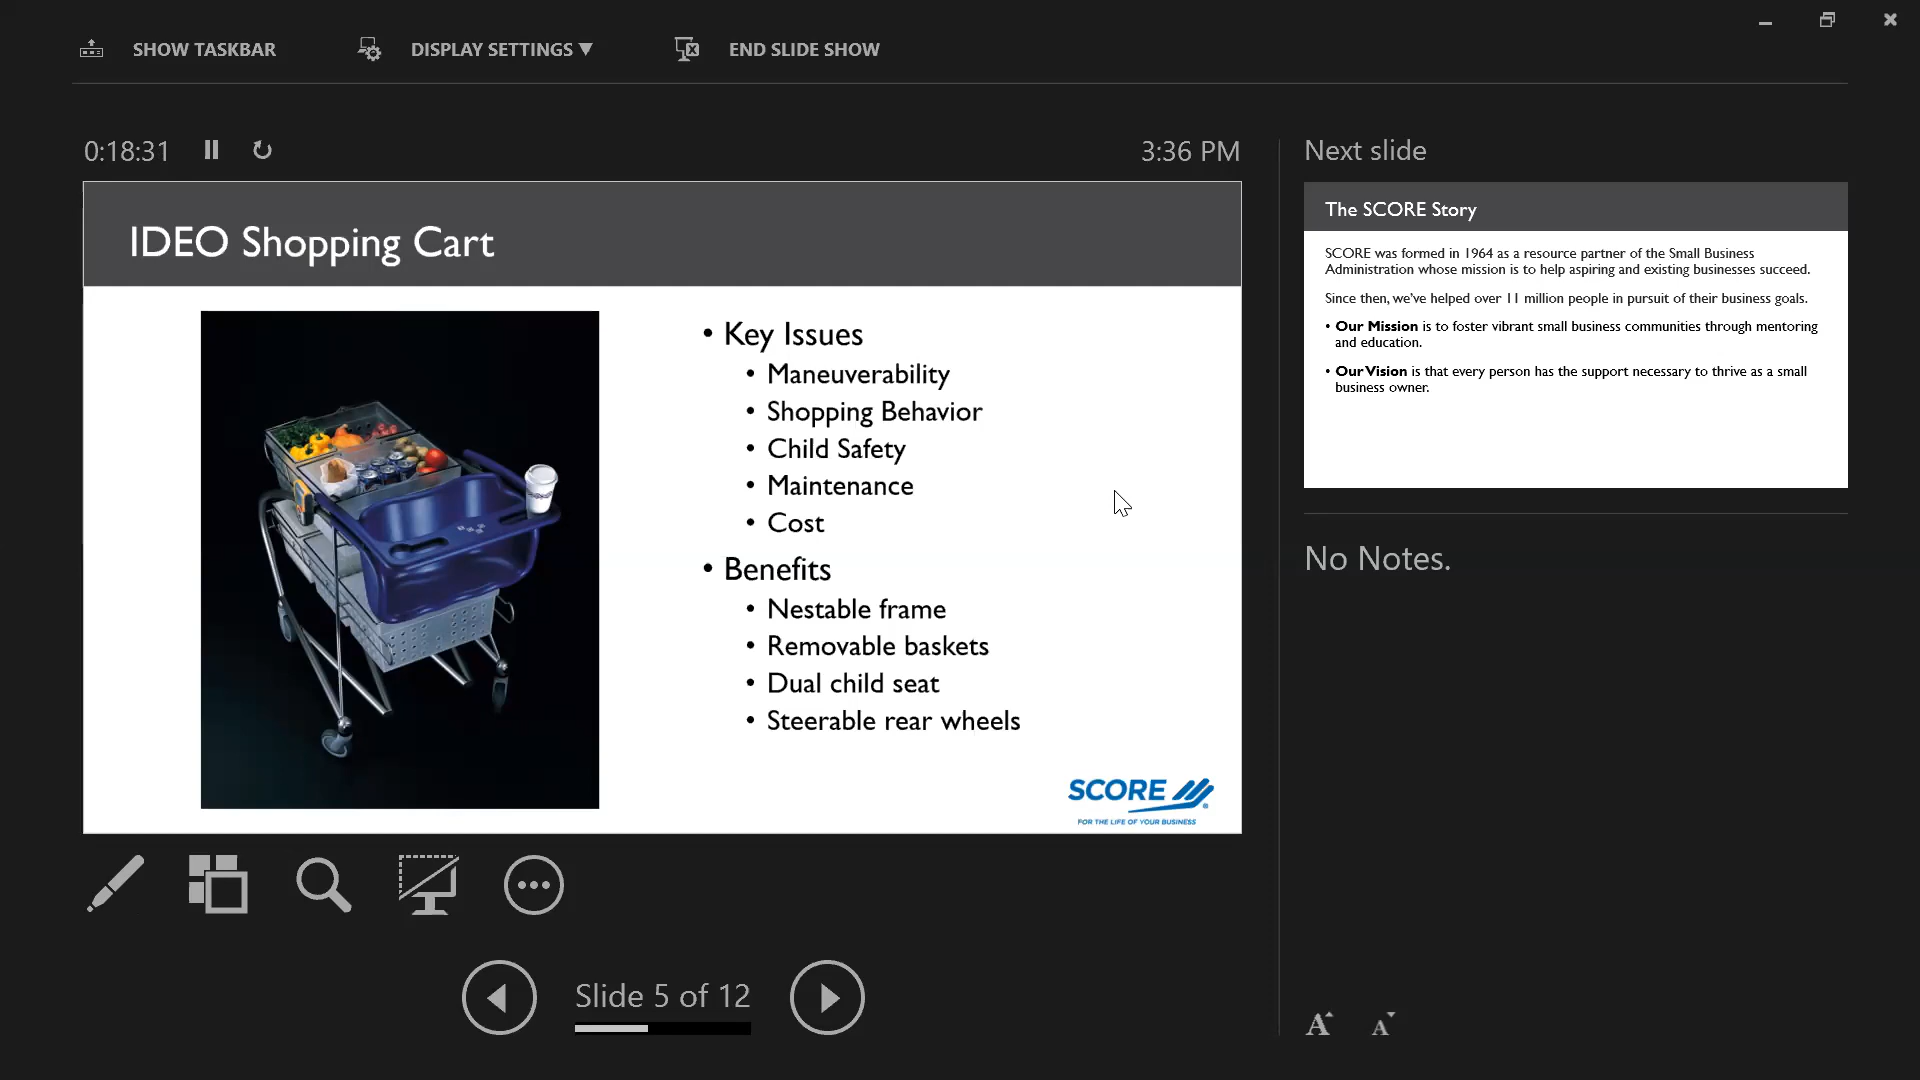 SHOW TASKBAR
DISPLAY SETTINGS ▼
END SLIDE SHOW
0:18:31
3:36 PM
IDEO Shopping Cart
• Key Issues
• Maneuverability
• Shopping Behavior
• Child Safety
• Maintenance
• Cost
• Benefits
• Nestable frame
• Removable baskets
• Dual child seat
• Steerable rear wheels
SCORE
FOR THE LIFE OF YOUR BUSINESS
Slide 5 of 12
Next slide
The SCORE Story
SCORE was formed in 1964 as a resource partner of the Small Business
Administration whose mission is to help aspiring and existing businesses succeed.
Since then, we've helped over 11 million people in pursuit of their business goals.
• Our Mission is to foster vibrant small business communities through mentoring
and education.
• Our Vision is that every person has the support necessary to thrive as a small
business owner.
No Notes.
A A